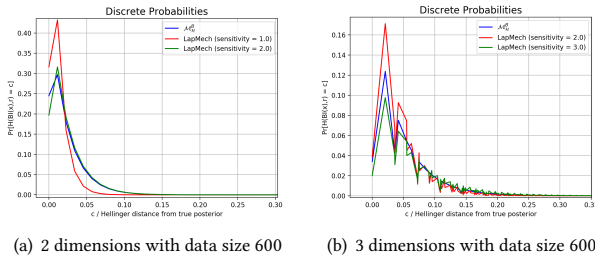 Discrete Probabilities
Pr[H(BI(x),r) = c]
0.40
0.35
0.30
0.25
0.20
0.15
0.10
0.05
0.00
LapMech (sensitivity = 1.0)
LapMech (sensitivity = 2.0)
0.00 0.05 0.10 0.15 0.20 0.25 0.30
c / Hellinger distance from true posterior
(a) 2 dimensions with data size 600
Discrete Probabilities
Pr[H(BI(x),r) = c]
0.16
0.14
0.12
0.10
0.08
0.06
0.04
0.02
0.00
LapMech (sensitivity = 2.0)
LapMech (sensitivity = 3.0)
0.00 0.05 0.10 0.15 0.20 0.25 0.30 0.35
c / Hellinger distance from true posterior
(b) 3 dimensions with data size 600